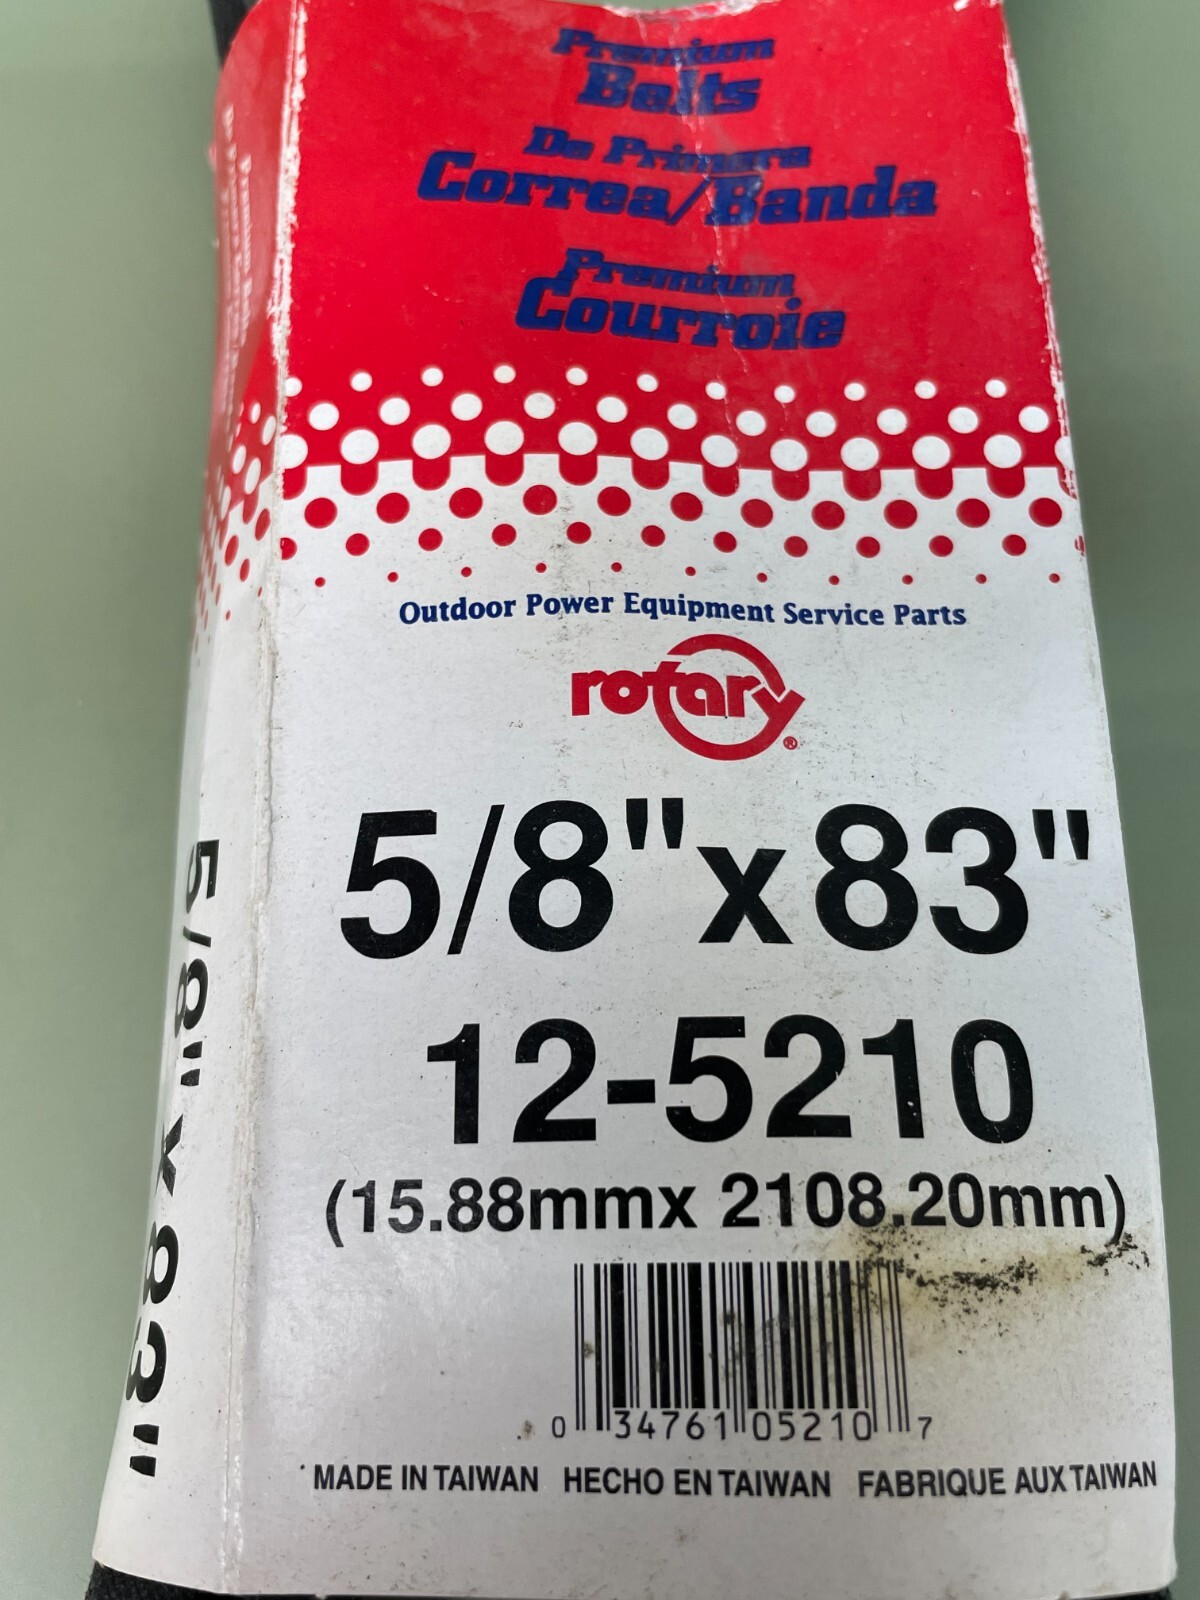 Premium
Belts
De Primera
Correa/Banda
Premium
Courroie
Outdoor Power Equipment Service Parts
rotary®
5/8"x83"
12-5210
(15.88mmx 2108.20mm)
0 34761 05210 7
MADE IN TAIWAN HECHO EN TAIWAN FABRIQUE AUX TAIWAN
5/8" x 83"